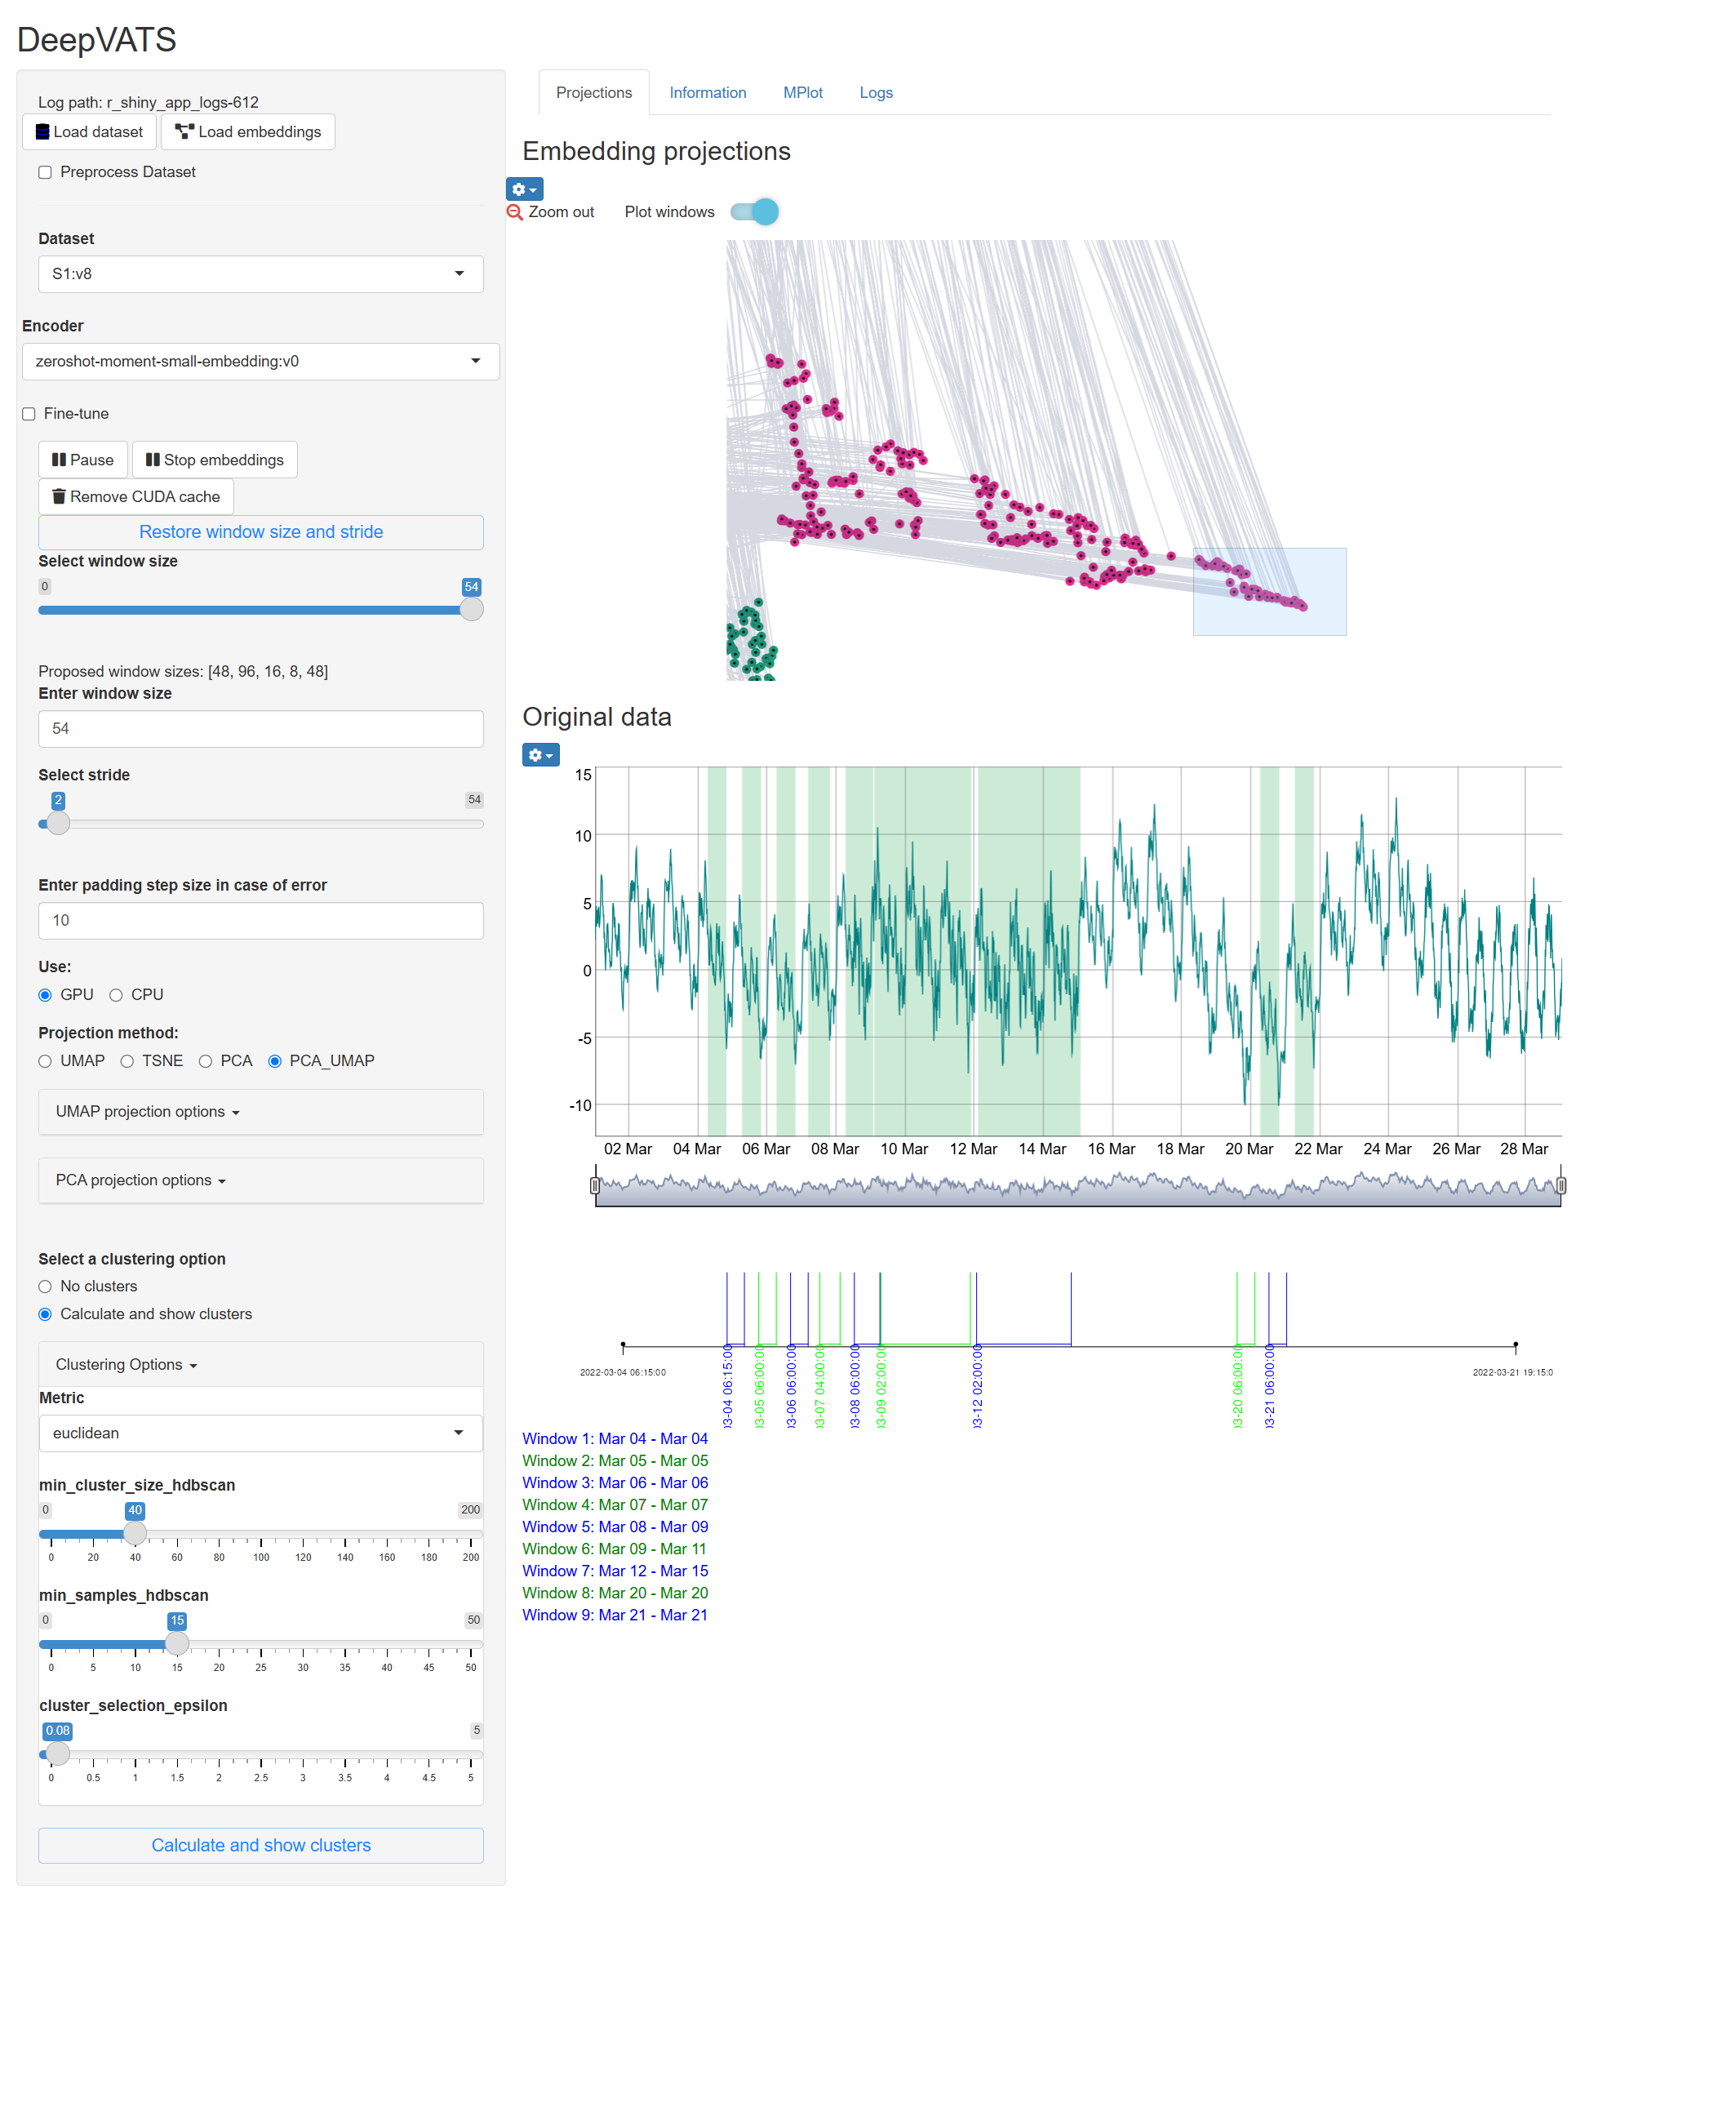 DeepVATS
Log path: r_shiny_app_logs-612
Load dataset
Load embeddings
Preprocess Dataset
Dataset
S1:v8
Encoder
zeroshot-moment-small-embedding:v0
Fine-tune
Pause
Stop embeddings
Remove CUDA cache
Restore window size and stride
Select window size
0
54
Proposed window sizes: [48, 96, 16, 8, 48]
Enter window size
54
Select stride
2
54
Enter padding step size in case of error
10
Use:
GPU CPU
Projection method:
UMAP TSNE PCA PCA_UMAP
UMAP projection options
PCA projection options
Select a clustering option
No clusters
Calculate and show clusters
Clustering Options
Metric
euclidean
min_cluster_size_hdbscan
0 40 200
0 20 40 60 80 100 120 140 160 180 200
min_samples_hdbscan
0 15 50
0 5 10 15 20 25 30 35 40 45 50
cluster_selection_epsilon
0.08 5
0 0.5 1 1.5 2 2.5 3 3.5 4 4.5 5
Calculate and show clusters
Projections Information MPlot Logs
Embedding projections
Zoom out Plot windows
Original data
15
10
5
0
-5
-10
02 Mar 04 Mar 06 Mar 08 Mar 10 Mar 12 Mar 14 Mar 16 Mar 18 Mar 20 Mar 22 Mar 24 Mar 26 Mar 28 Mar
2022-03-04 06:15:00
3-04 06:15:00
3-05 06:00:00
3-06 06:00:00
3-07 04:00:00
3-08 06:00:00
3-09 02:00:00
3-12 02:00:00
3-20 06:00:00
3-21 06:00:00
2022-03-21 19:15:0
Window 1: Mar 04 - Mar 04
Window 2: Mar 05 - Mar 05
Window 3: Mar 06 - Mar 06
Window 4: Mar 07 - Mar 07
Window 5: Mar 08 - Mar 09
Window 6: Mar 09 - Mar 11
Window 7: Mar 12 - Mar 15
Window 8: Mar 20 - Mar 20
Window 9: Mar 21 - Mar 21